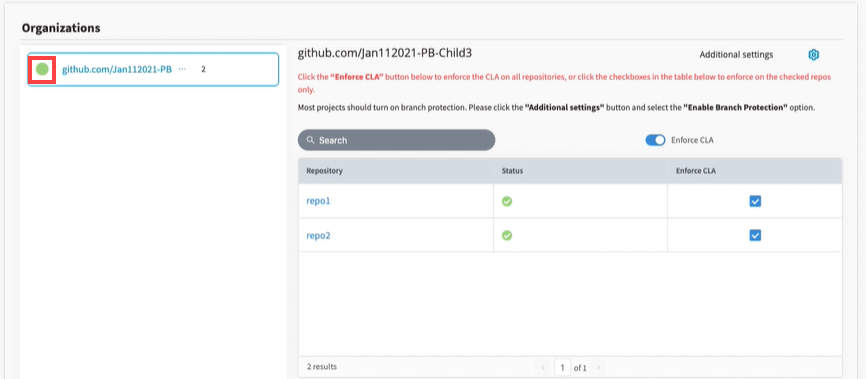 Organizations
github.com/Jan112021-PB ··· 2
github.com/Jan112021-PB-Child3
Additional settings
Click the "Enforce CLA" button below to enforce the CLA on all repositories, or click the checkboxes in the table below to enforce on the checked repos
only.
Most projects should turn on branch protection. Please click the "Additional settings" button and select the "Enable Branch Protection" option.
Search
Enforce CLA
Repository Status Enforce CLA
repo1
repo2
2 results
1 of 1